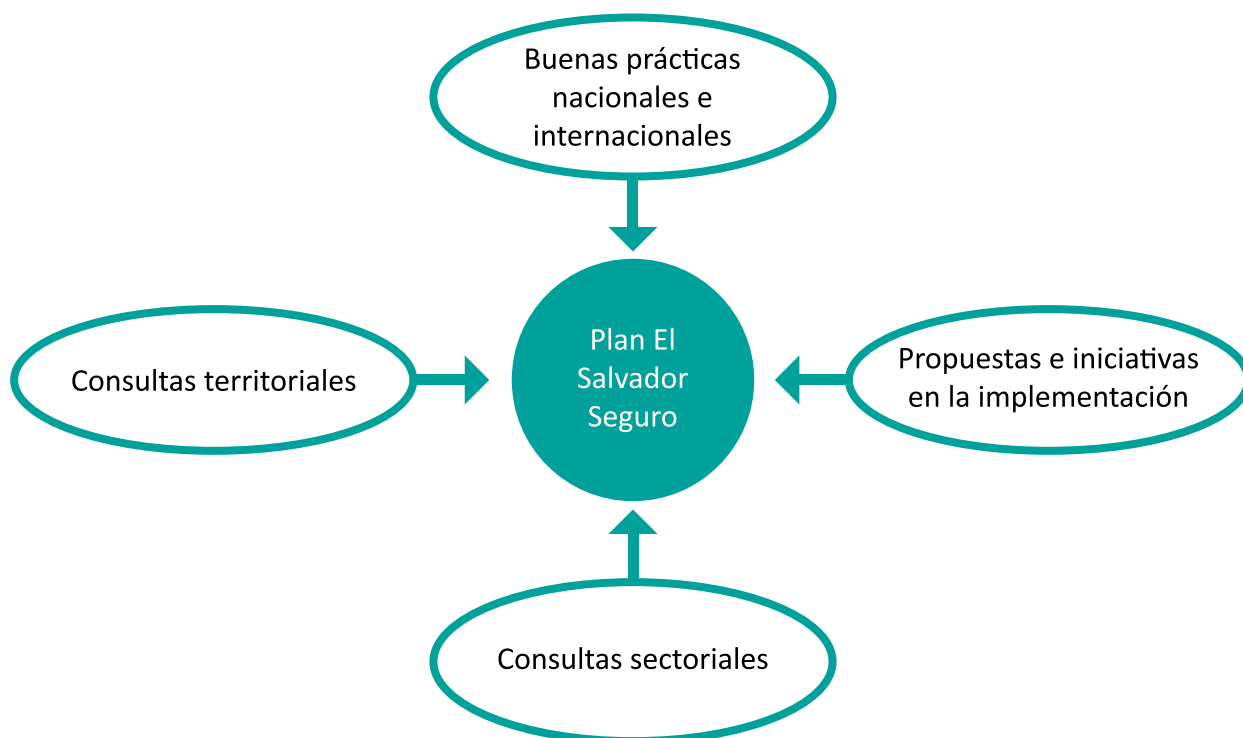 Buenas prácticas
nacionales e
internacionales
Consultas territoriales
Plan El
Salvador
Seguro
Propuestas e iniciativas
en la implementación
Consultas sectoriales